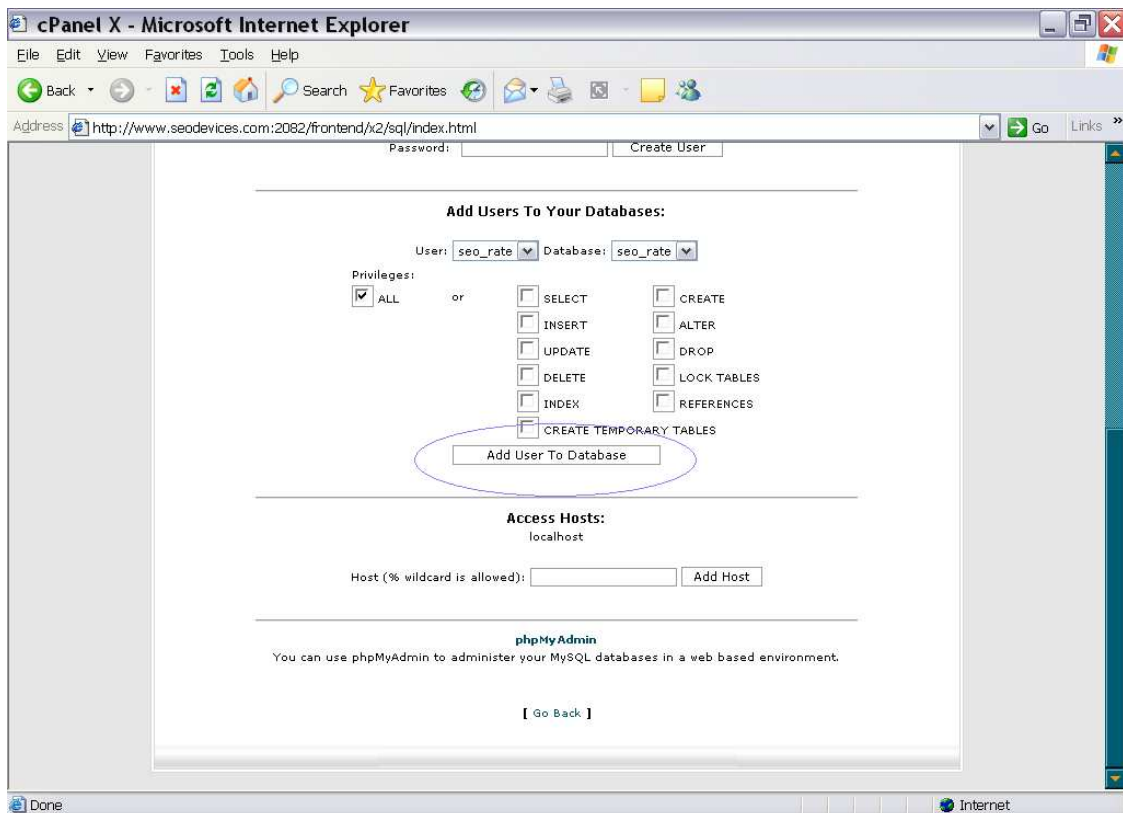 cPanel X - Microsoft Internet Explorer
File Edit View Favorites Tools Help
Back Search Favorites
Address http://www.seodevices.com:2082/frontend/x2/sql/index.html Go Links »
Password: Create User
Add Users To Your Databases:
User: seo_rate Database: seo_rate
Privileges:
ALL or SELECT CREATE
INSERT ALTER
UPDATE DROP
DELETE LOCK TABLES
INDEX REFERENCES
CREATE TEMPORARY TABLES
Add User To Database
Access Hosts:
localhost
Host (% wildcard is allowed): Add Host
phpMyAdmin
You can use phpMyAdmin to administer your MySQL databases in a web based environment.
[ Go Back ]
Done Internet